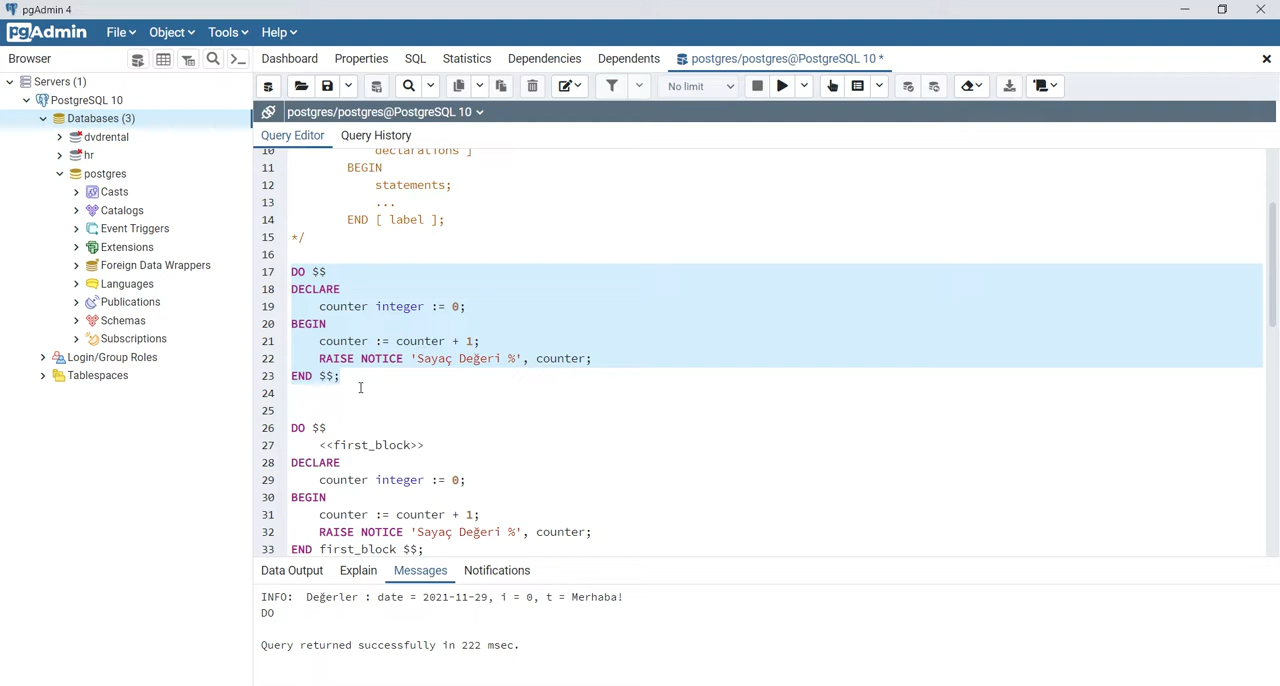 pgAdmin 4
pgAdmin File Object Tools Help
Browser Dashboard Properties SQL Statistics Dependencies Dependents postgres/postgres@PostgreSQL 10 *
No limit
postgres/postgres@PostgreSQL 10
Query Editor Query History
Servers (1)
PostgreSQL 10
Databases (3)
dvdrental
hr
postgres
Casts
Catalogs
Event Triggers
Extensions
Foreign Data Wrappers
Languages
Publications
Schemas
Subscriptions
Login/Group Roles
Tablespaces
10 declarations ]
11 BEGIN
12 statements;
13 ...
14 END [ label ];
15 */
16
17 DO $$
18 DECLARE
19 counter integer := 0;
20 BEGIN
21 counter := counter + 1;
22 RAISE NOTICE 'Sayaç Değeri %', counter;
23 END $$;
24
25
26 DO $$
27 <<first_block>>
28 DECLARE
29 counter integer := 0;
30 BEGIN
31 counter := counter + 1;
32 RAISE NOTICE 'Sayaç Değeri %', counter;
33 END first_block $$;
Data Output Explain Messages Notifications
INFO: Değerler : date = 2021-11-29, i = 0, t = Merhaba!
DO
Query returned successfully in 222 msec.